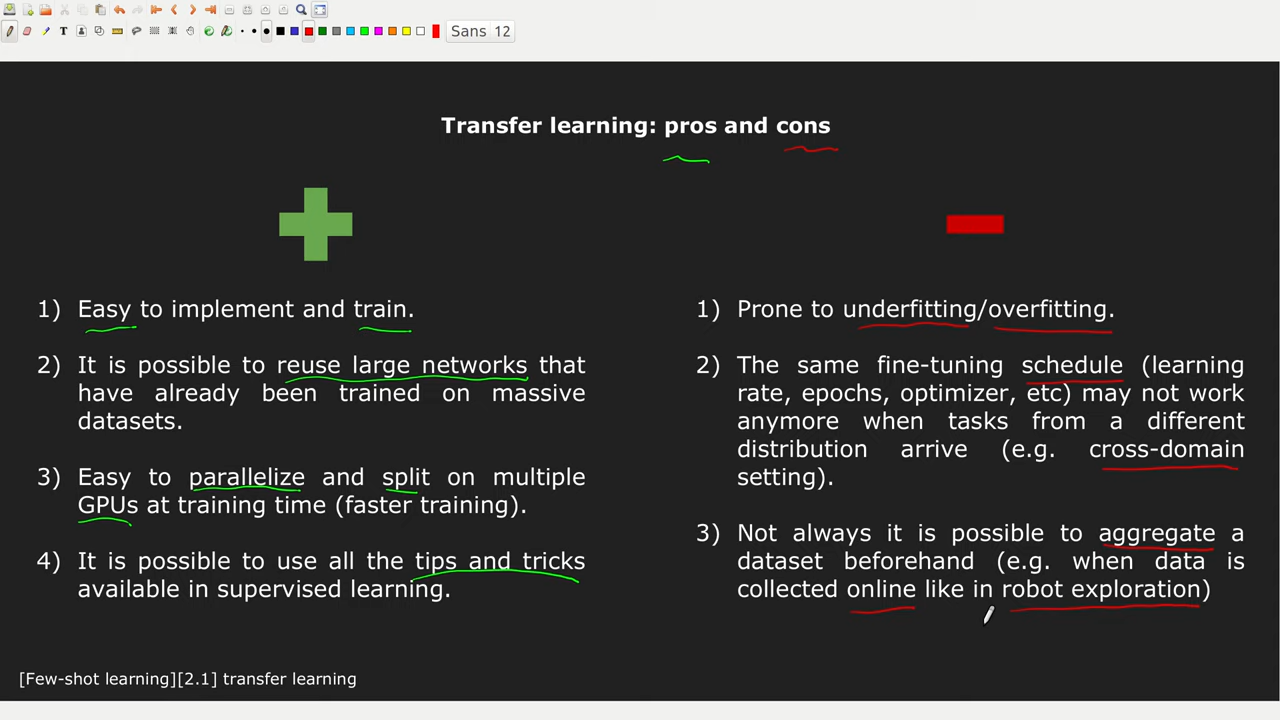 Sans 12
Transfer learning: pros and cons
1) Easy to implement and train.
2) It is possible to reuse large networks that
have already been trained on massive
datasets.
3) Easy to parallelize and split on multiple
GPUs at training time (faster training).
4) It is possible to use all the tips and tricks
available in supervised learning.
1) Prone to underfitting/overfitting.
2) The same fine-tuning schedule (learning
rate, epochs, optimizer, etc) may not work
anymore when tasks from a different
distribution arrive (e.g. cross-domain
setting).
3) Not always it is possible to aggregate a
dataset beforehand (e.g. when data is
collected online like in robot exploration)
[Few-shot learning][2.1] transfer learning